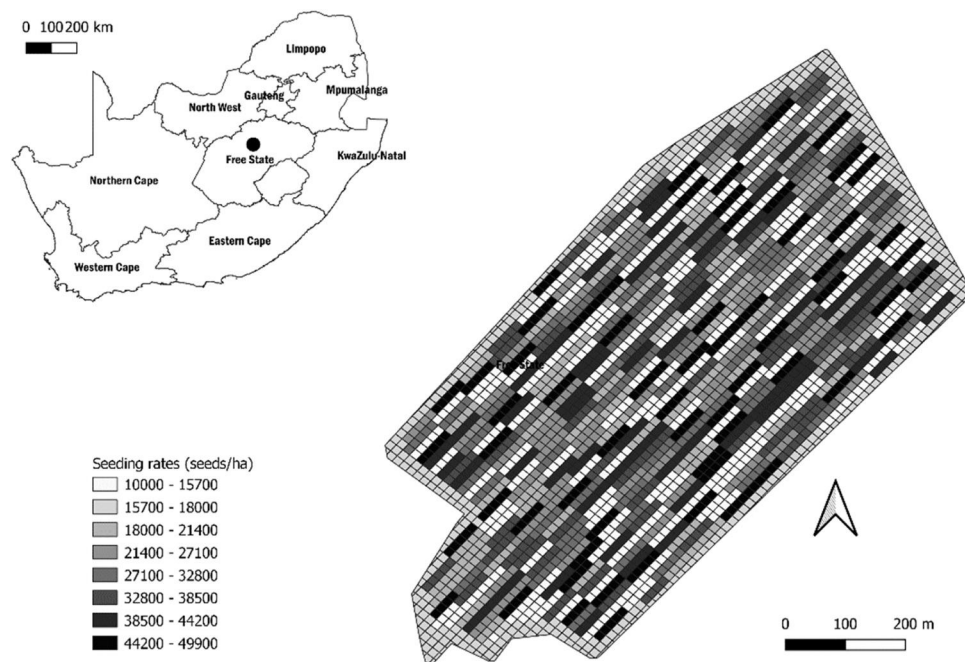 0 100200 km
Limpopo
Gauteng
Mpumalanga
North West
Free State
KwaZulu-Natal
Northern Cape
Eastern Cape
Western Cape
Free State
Seeding rates (seeds/ha)
10000 - 15700
15700 - 18000
18000 - 21400
21400 - 27100
27100 - 32800
32800 - 38500
38500 - 44200
44200 - 49900
0 100 200 m